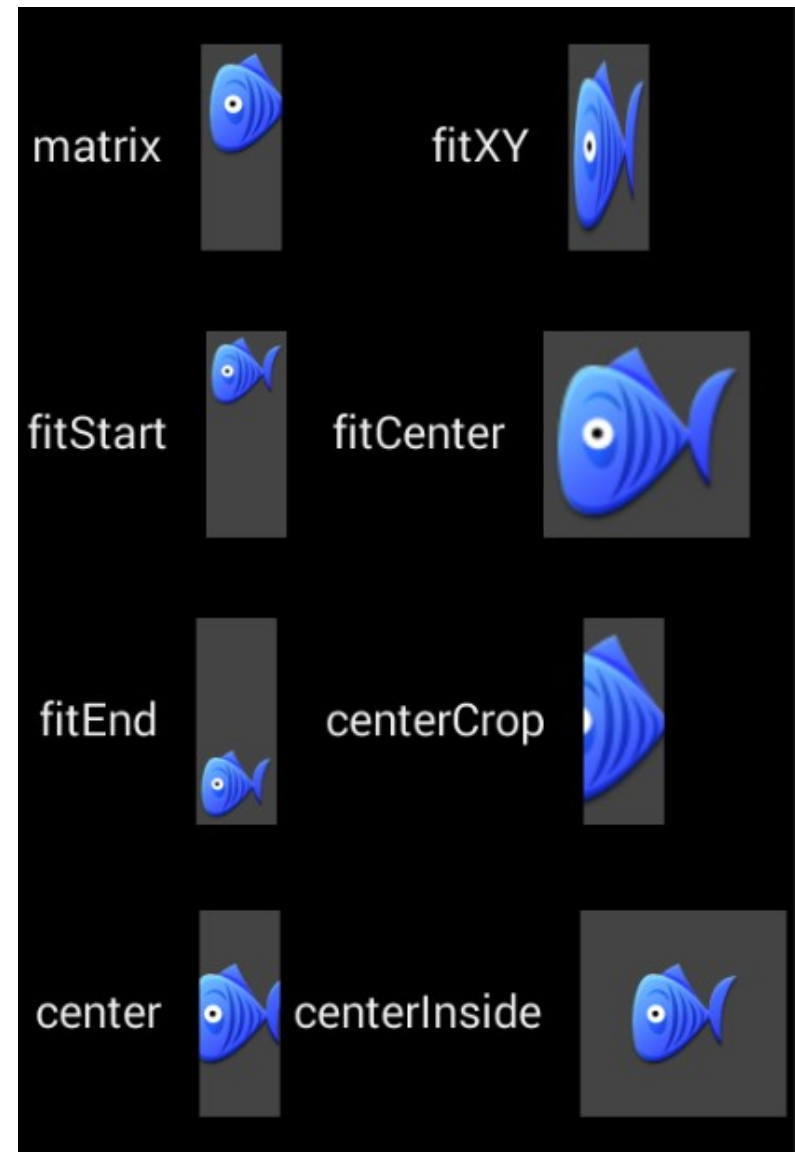 matrix fitXY
fitStart fitCenter
fitEnd centerCrop
center centerInside